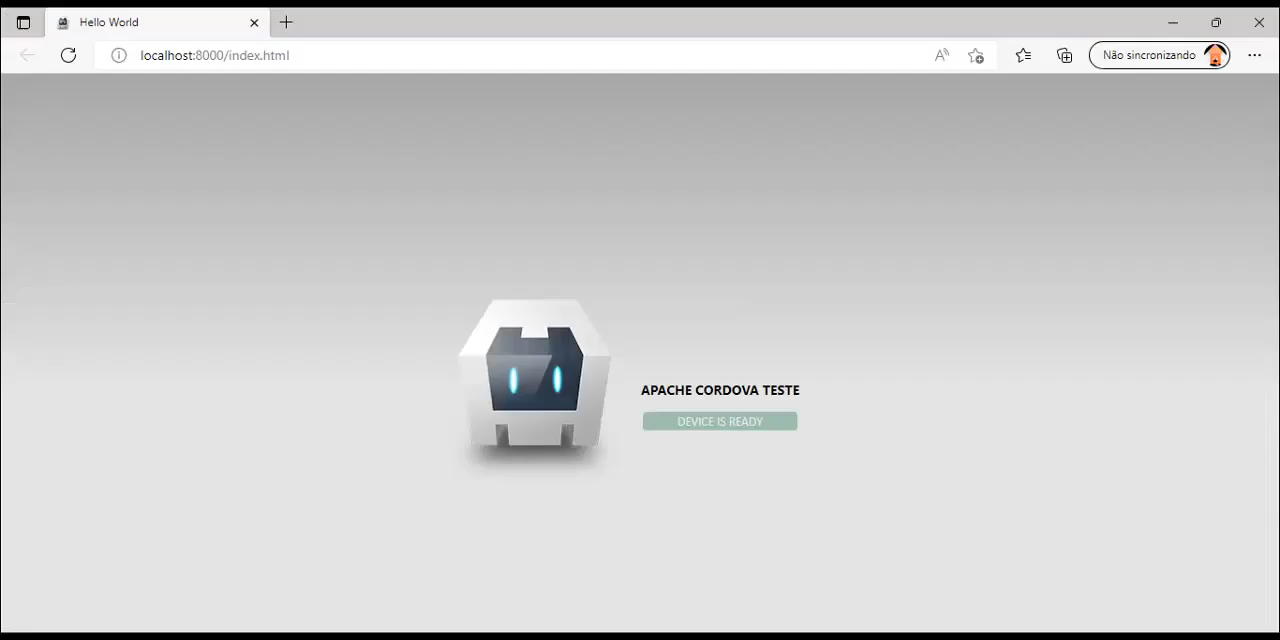 Hello World
localhost:8000/index.html
Não sincronizando
APACHE CORDOVA TESTE
DEVICE IS READY